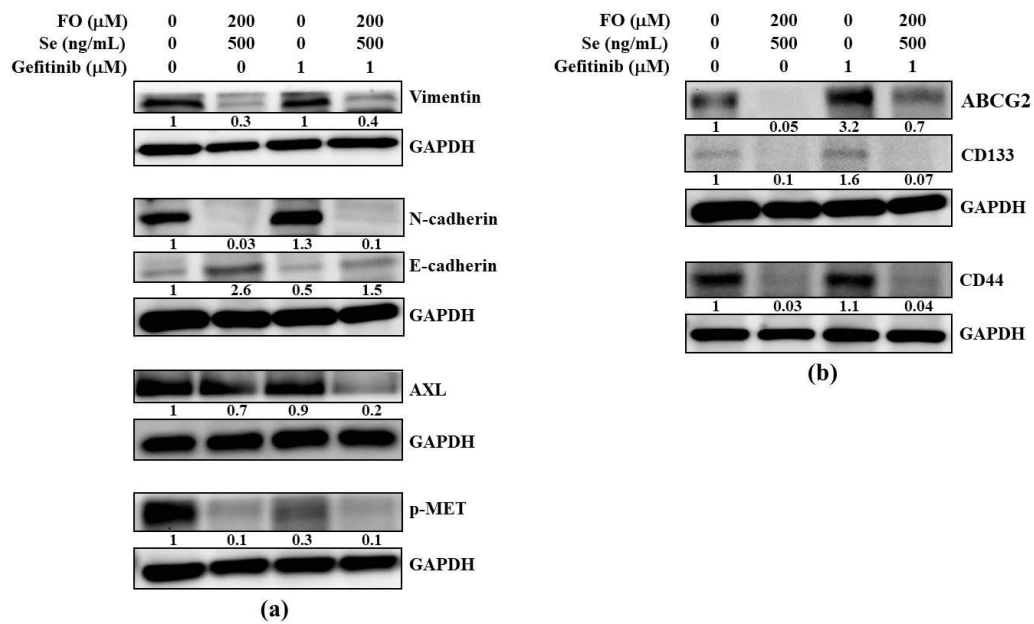 FO (μM) 0 200 0 200
Se (ng/mL) 0 500 0 500
Gefitinib (μM) 0 0 1 1
Vimentin
1 0.3 1 0.4
GAPDH
N-cadherin
1 0.03 1.3 0.1
E-cadherin
1 2.6 0.5 1.5
GAPDH
AXL
1 0.7 0.9 0.2
GAPDH
p-MET
1 0.1 0.3 0.1
GAPDH
(a)
FO (μM) 0 200 0 200
Se (ng/mL) 0 500 0 500
Gefitinib (μM) 0 0 1 1
ABCG2
1 0.05 3.2 0.7
CD133
1 0.1 1.6 0.07
GAPDH
CD44
1 0.03 1.1 0.04
GAPDH
(b)